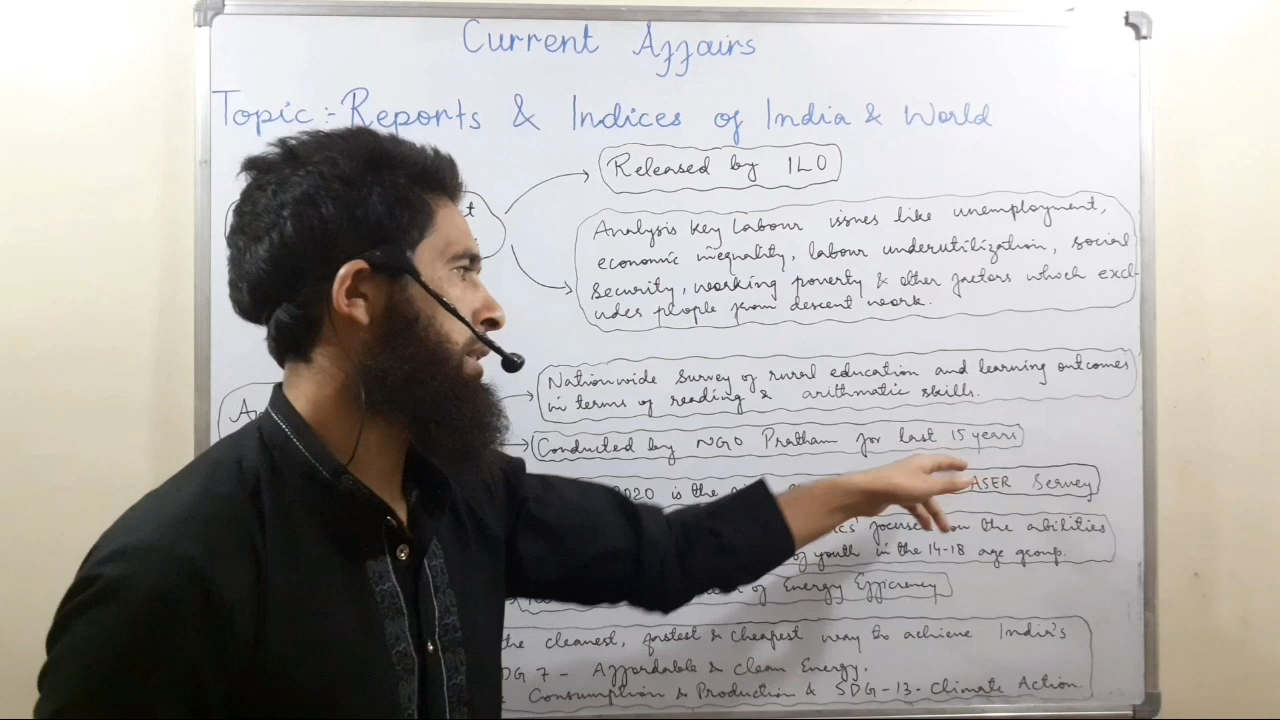 Current Affairs
Topic:- Reports & Indices of India & World
Released by ILO
Analysis key Labour issues like unemployment,
economic inequality, labour underutilization, social
security, working poverty & other factors which excl-
udes people from descent work.
Nationwide Survey of rural education and learning outcomes
in terms of reading & arithmatic skills.
Conducted by NGO Pratham for last 15 years
2020 is the ASER Servey
focused on the abilities
of youth in the 14-18 age group.
of Energy Efficiency
the cleanest, fastest & cheapest way to achieve India's
DG 7 - Affordable & clean Energy.
Consumption & Production & SDG-13-Climate Action